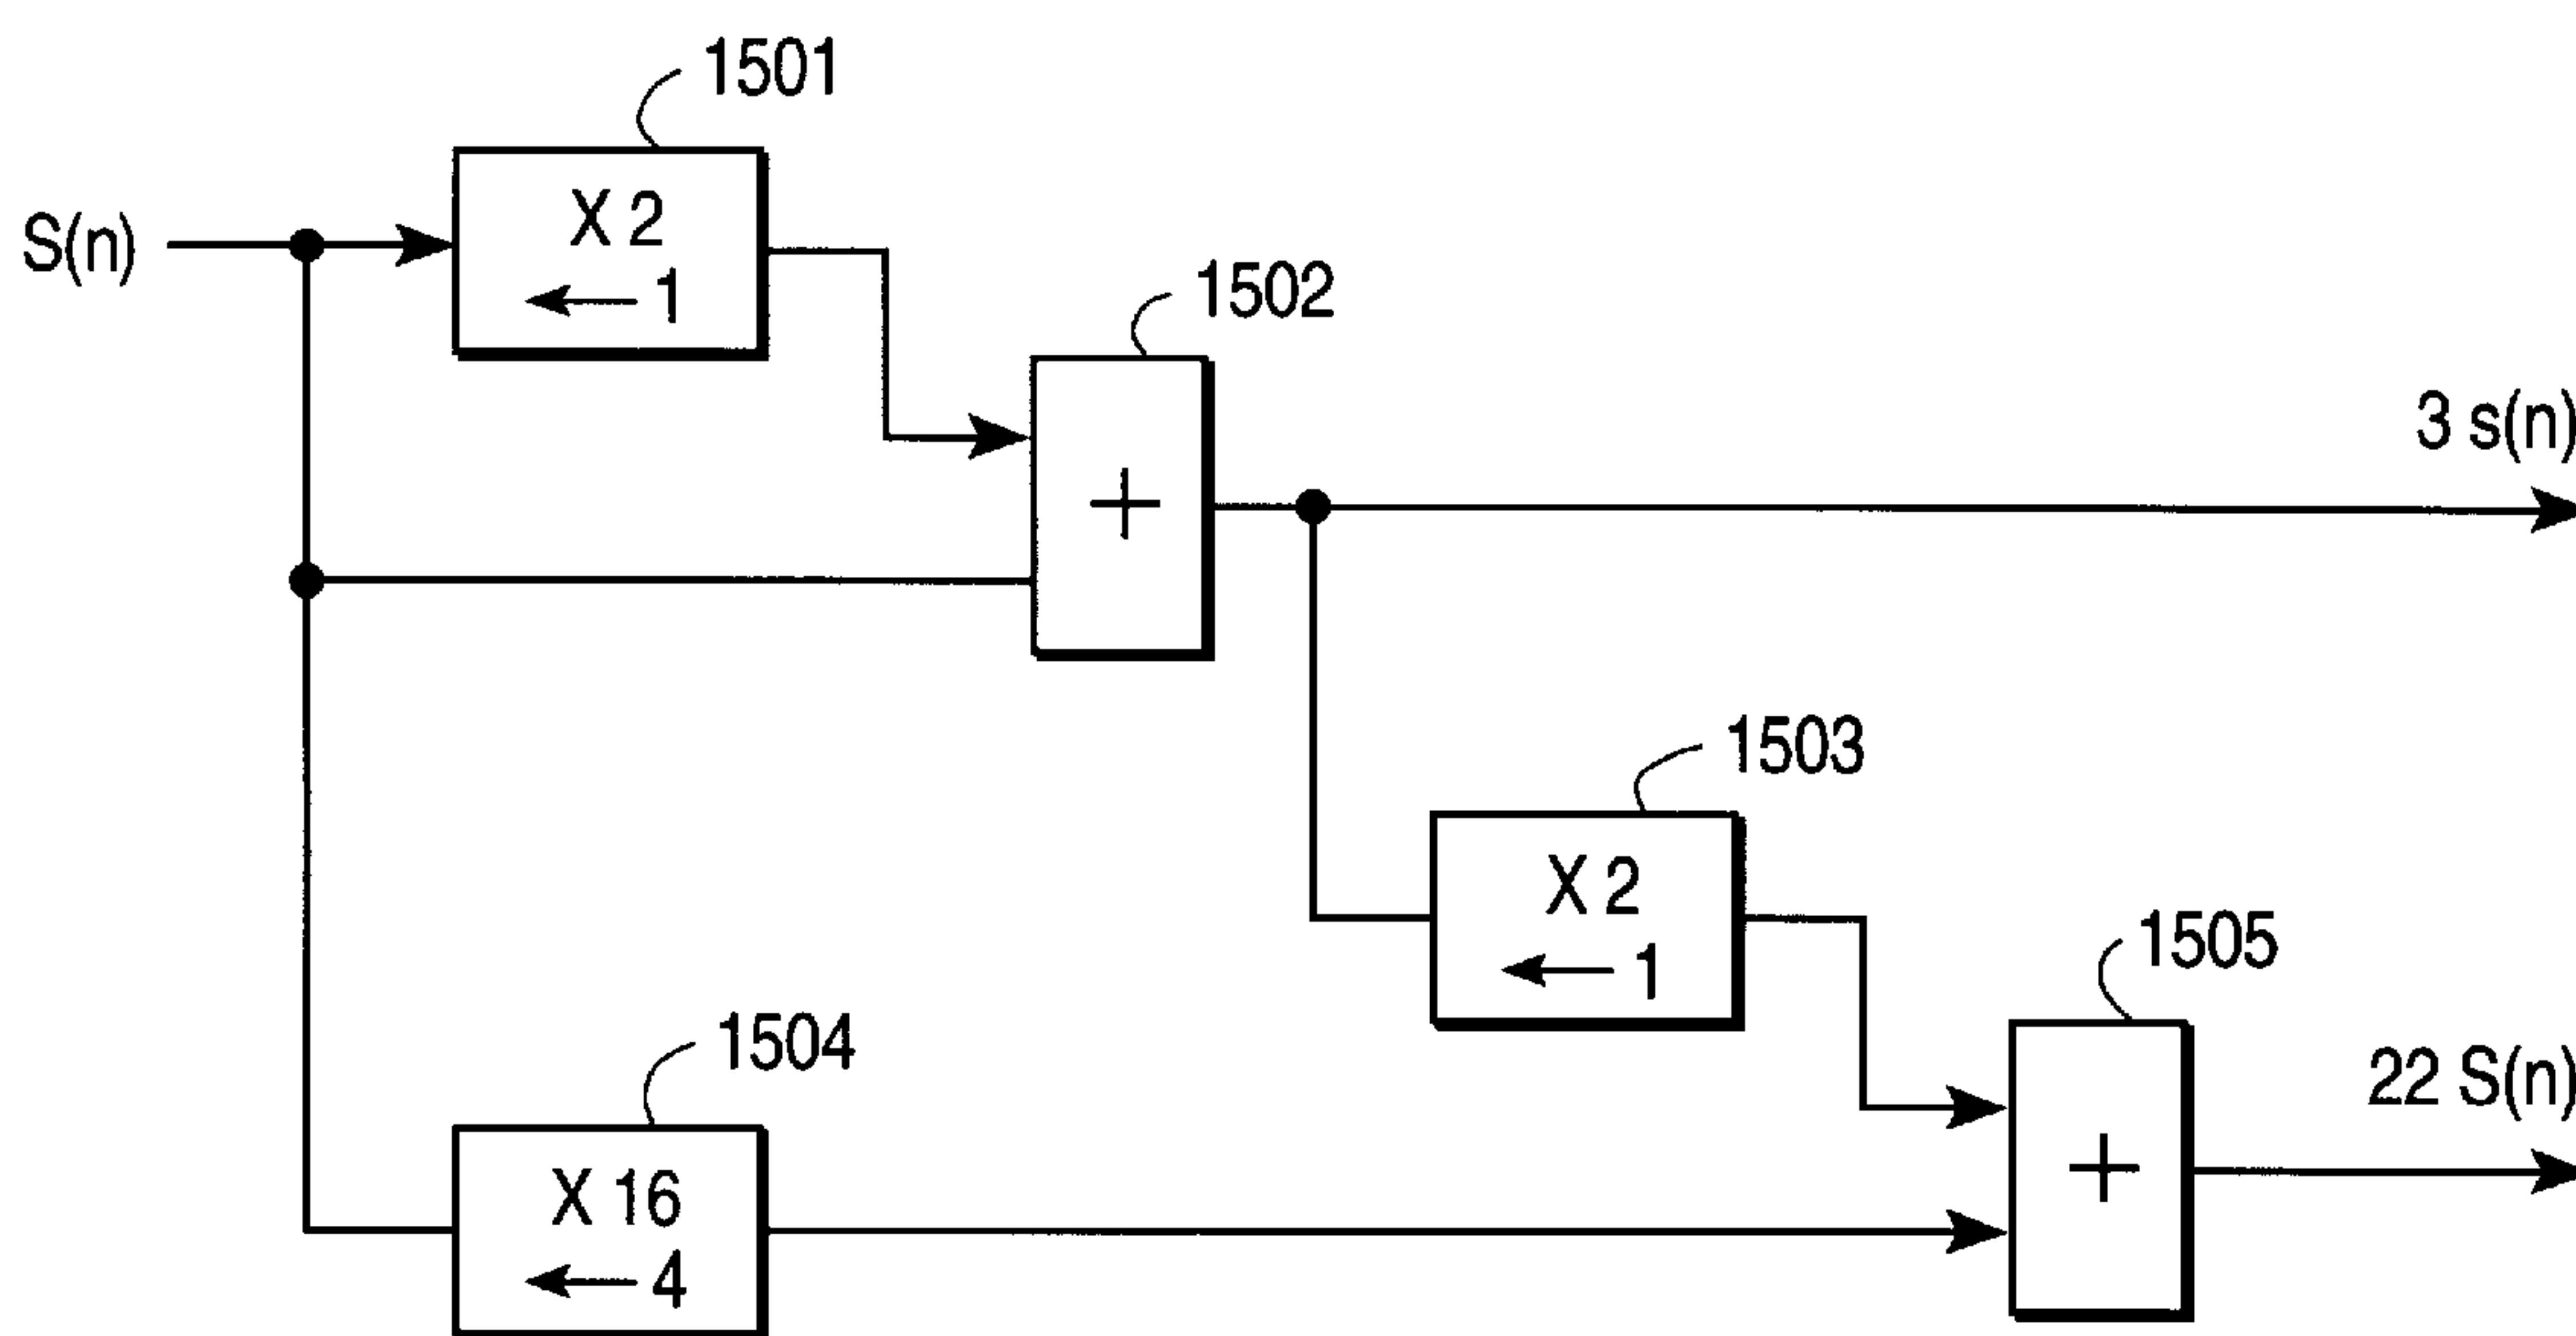 1501
S(n)
X 2
← 1
1502
+
3 s(n)
1503
X 2
← 1
1504
X 16
← 4
1505
+
22 S(n)